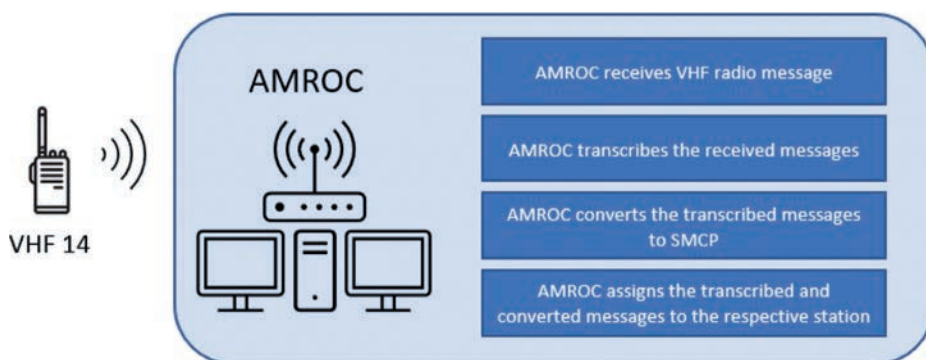 VHF 14
AMROC
AMROC receives VHF radio message
AMROC transcribes the received messages
AMROC converts the transcribed messages
to SMCP
AMROC assigns the transcribed and
converted messages to the respective station